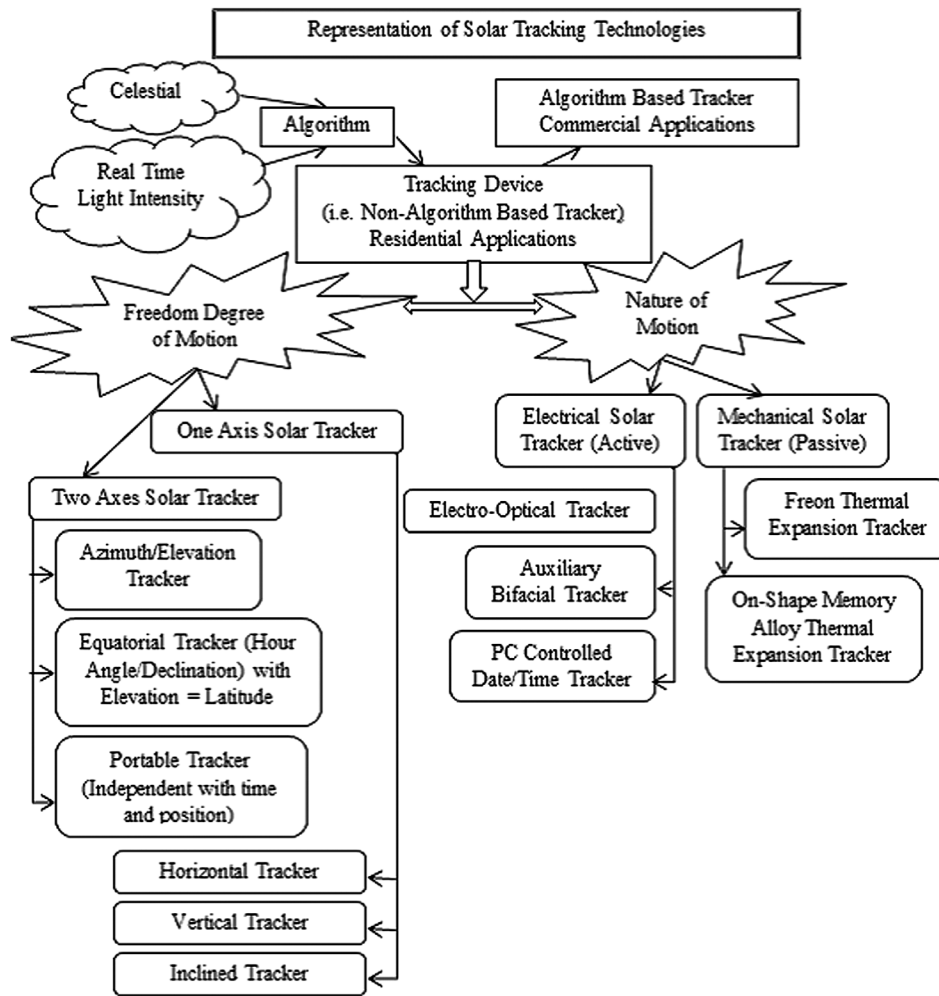 Representation of Solar Tracking Technologies
Celestial
Algorithm
Algorithm Based Tracker
Commercial Applications
Real Time
Light Intensity
Tracking Device
(i.e. Non-Algorithm Based Tracker)
Residential Applications
Freedom Degree
of Motion
Nature of
Motion
One Axis Solar Tracker
Electrical Solar
Tracker (Active)
Mechanical Solar
Tracker (Passive)
Two Axes Solar Tracker
Azimuth/Elevation
Tracker
Equatorial Tracker (Hour
Angle/Declination) with
Elevation = Latitude
Portable Tracker
(Independent with time
and position)
Electro-Optical Tracker
Auxiliary
Bifacial Tracker
PC Controlled
Date/Time Tracker
Freon Thermal
Expansion Tracker
On-Shape Memory
Alloy Thermal
Expansion Tracker
Horizontal Tracker
Vertical Tracker
Inclined Tracker